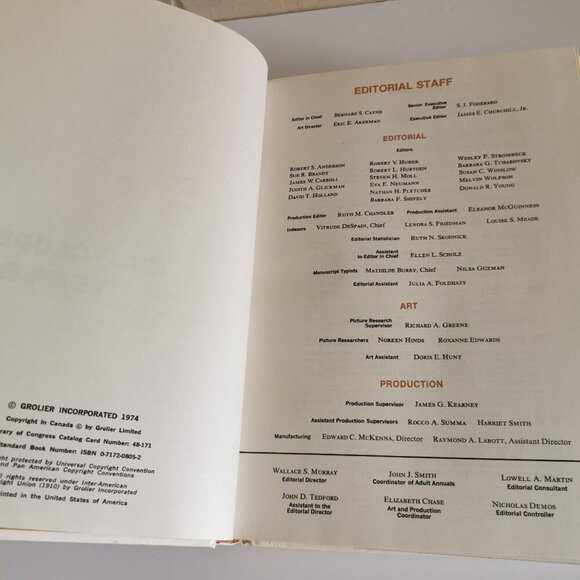 © GROLIER INCORPORATED 1974
Copyright in Canada © by Grolier Limited
Library of Congress Catalog Card Number: 48-171
Standard Book Number: ISBN 0-7172-0805-2
protected by Universal Copyright Convention
and Pan American Copyright Conventions
rights reserved under Inter-American
Union (1910) by Grolier Incorporated
Printed in the United States of America
EDITORIAL STAFF
Editor in Chief BERNARD S. CAYNE
Art Director ERIC E. AKERMAN
Senior Executive Editor S. J. FODERARO
Executive Editor JAMES E. CHURCHILL, JR.
EDITORIAL
Editors
ROBERT S. ANDERSON
SUE R. BRANDT
JAMES W. CARROLL
JUDITH A. GLICKMAN
DAVID T. HOLLAND
ROBERT V. HUBER
ROBERT L. HURTGEN
STEVEN H. MOLL
EVA E. NEUMANN
NATHAN H. PLETCHER
BARBARA F. SHIVELY
WESLEY F. STROMBECK
BARBARA G. TCHABOVSKY
SUSAN C. WINSLOW
MELVIN WOLFSON
DONALD R. YOUNG
Production Editor RUTH M. CHANDLER Production Assistant ELEANOR MCGUINNESS
Indexers VITRUDE DESPAIN, Chief LENORA S. FRIEDMAN LOUISE S. MEADE
Editorial Statistician RUTH N. SKODNICK
Assistant
to Editor in Chief ELLEN L. SCHOLZ
Manuscript Typists MATHILDE BURRY, Chief NILSA GUZMAN
Editorial Assistant JULIA A. FOLDHAZY
ART
Picture Research
Supervisor RICHARD A. GREENE
Picture Researchers NOREEN HINDS ROXANNE EDWARDS
Art Assistant DORIS E. HUNT
PRODUCTION
Production Supervisor JAMES G. KEARNEY
Assistant Production Supervisors ROCCO A. SUMMA HARRIET SMITH
Manufacturing EDWARD C. MCKENNA, Director RAYMOND A. LABOTT, Assistant Director
WALLACE S. MURRAY
Editorial Director
JOHN J. SMITH
Coordinator of Adult Annuals
LOWELL A. MARTIN
Editorial Consultant
JOHN D. TEDFORD
Assistant to the
Editorial Director
ELIZABETH CHASE
Art and Production
Coordinator
NICHOLAS DEMOS
Editorial Controller